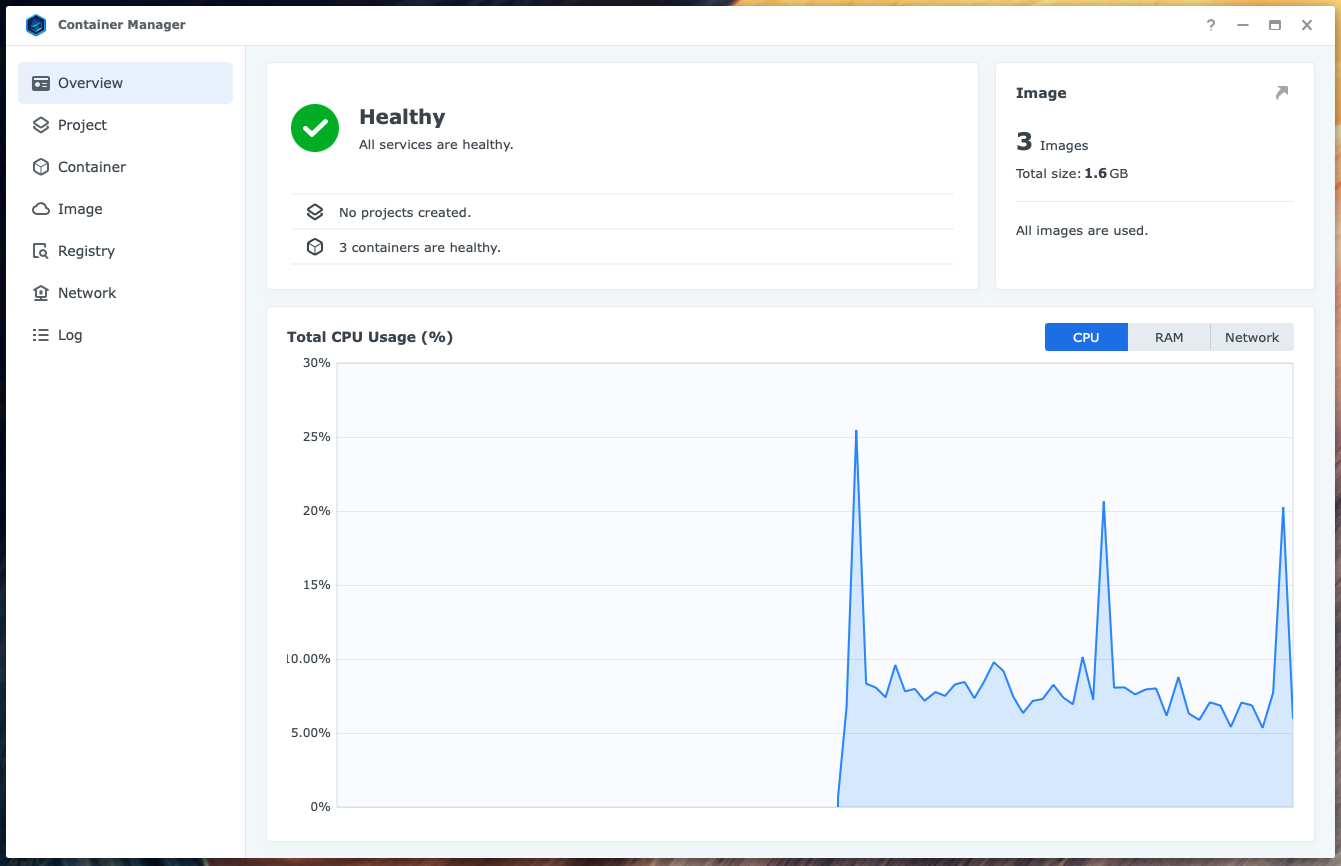 Container Manager
?
Overview
Project
Container
Image
Registry
Network
Log
Healthy
All services are healthy.
No projects created.
3 containers are healthy.
Image
3 Images
Total size: 1.6 GB
All images are used.
Total CPU Usage (%)
CPU RAM Network
30%
25%
20%
15%
10.00%
5.00%
0%